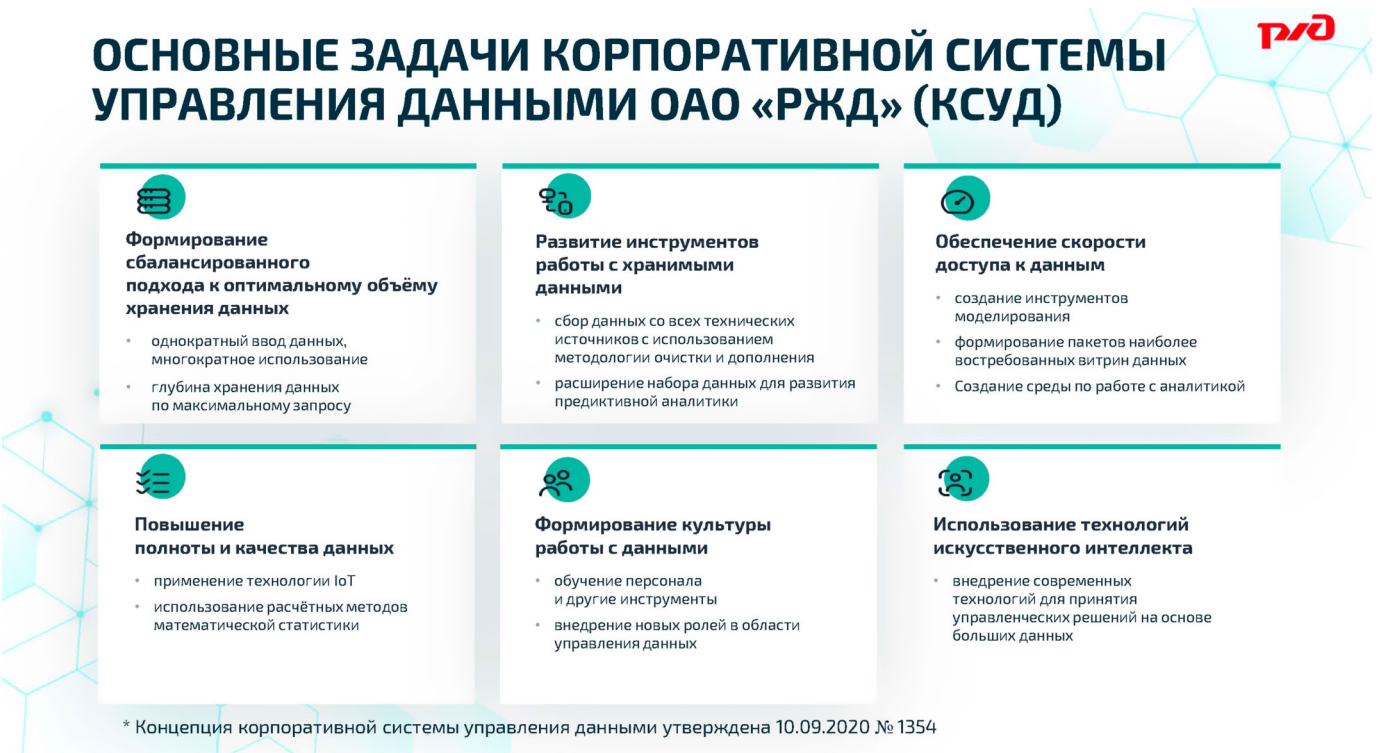 ОСНОВНЫЕ ЗАДАЧИ КОРПОРАТИВНОЙ СИСТЕМЫ
УПРАВЛЕНИЯ ДАННЫМИ ОАО «РЖД» (КСУД)
ржд
Формирование
сбалансированного
подхода к оптимальному объёму
хранения данных
• однократный ввод данных,
многократное использование
• глубина хранения данных
по максимальному запросу
Развитие инструментов
работы с хранимыми
данными
• сбор данных со всех технических
источников с использованием
методологии очистки и дополнения
• расширение набора данных для развития
предиктивной аналитики
Обеспечение скорости
доступа к данным
• создание инструментов
моделирования
• формирование пакетов наиболее
востребованных витрин данных
• Создание среды по работе с аналитикой
Повышение
полноты и качества данных
• применение технологии IoT
• использование расчётных методов
математической статистики
Формирование культуры
работы с данными
• обучение персонала
и другие инструменты
• внедрение новых ролей в области
управления данных
Использование технологий
искусственного интеллекта
• внедрение современных
технологий для принятия
управленческих решений на основе
больших данных
* Концепция корпоративной системы управления данными утверждена 10.09.2020 № 1354